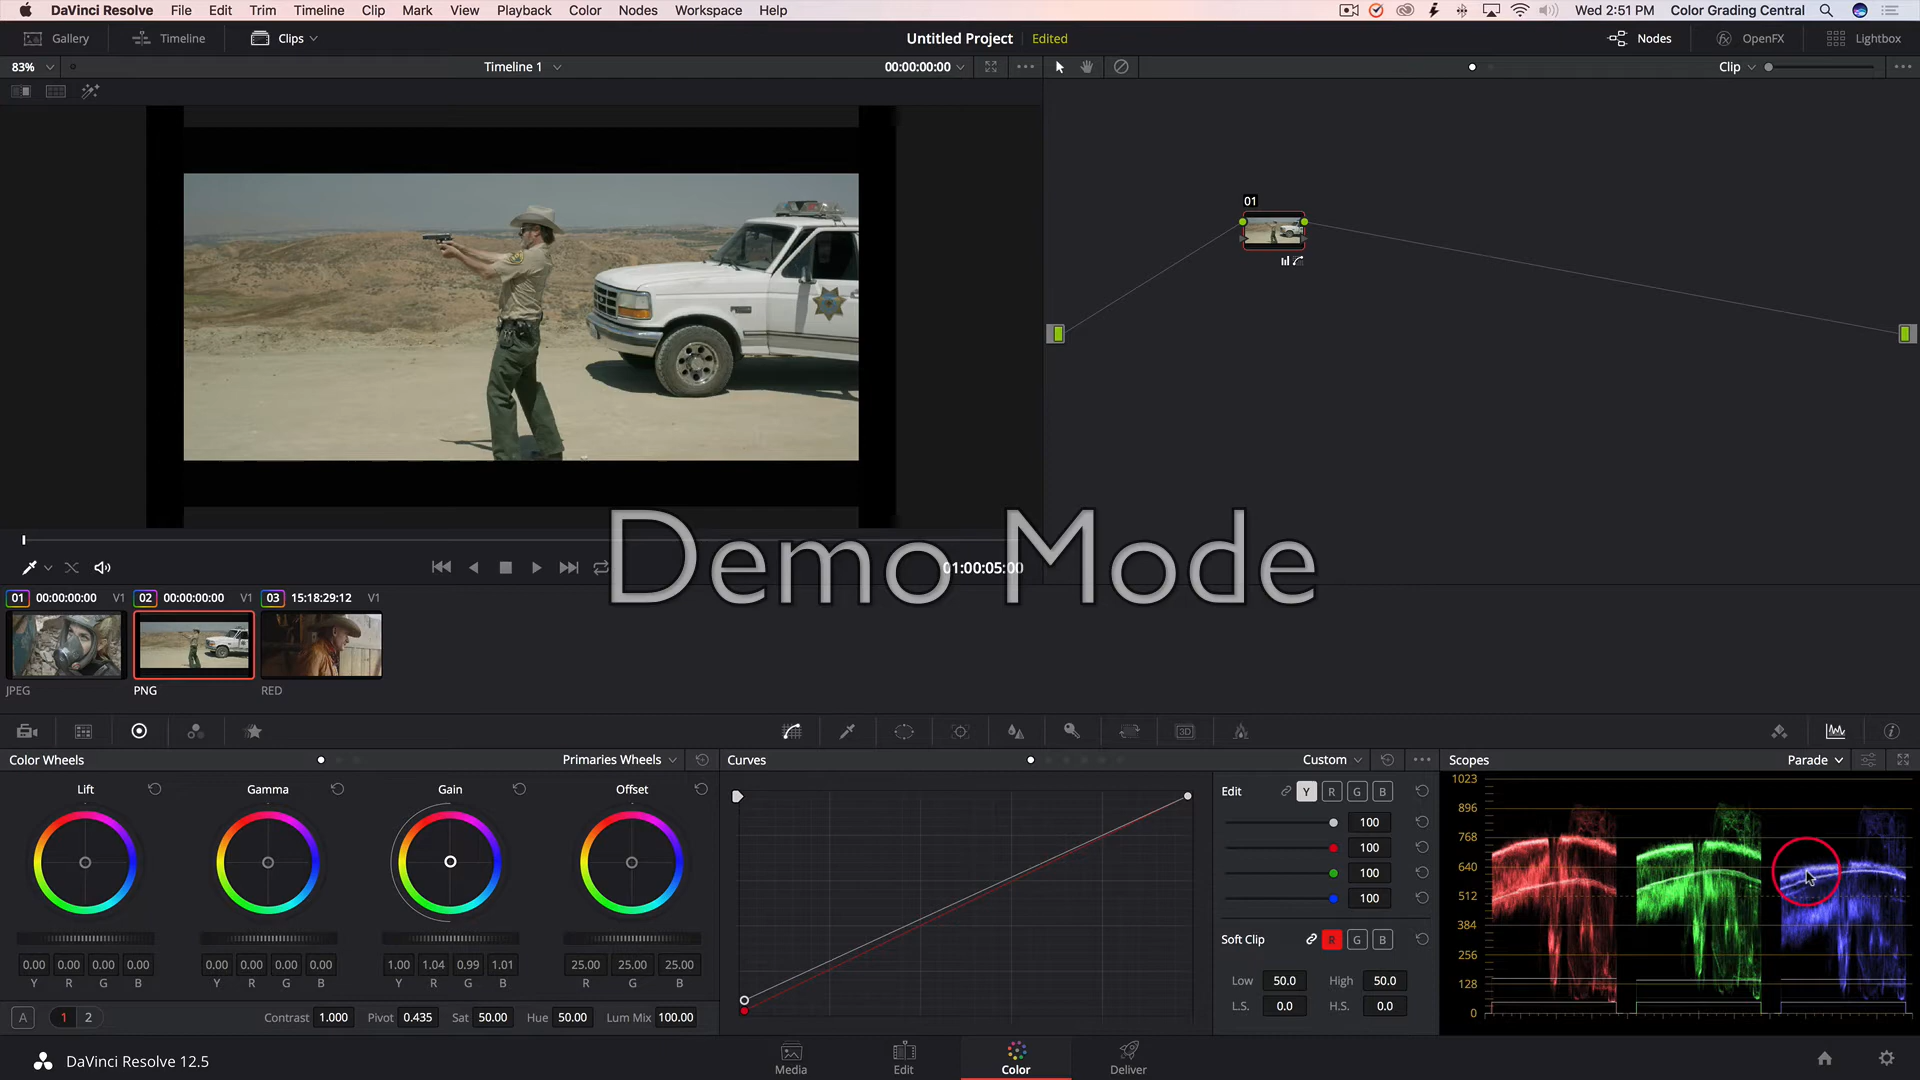 DaVinci Resolve File Edit Trim Timeline Clip Mark View Playback Color Nodes Workspace Help Wed 2:51 PM Color Grading Central
Gallery Timeline Clips Untitled Project Edited Nodes OpenFX Lightbox
83% Timeline 1 00:00:00:00 Clip
01
Demo Mode
01:00:05:00
01 00:00:00:00 V1 02 00:00:00:00 V1 03 15:18:29:12 V1
JPEG PNG RED
3D
Color Wheels Primaries Wheels Curves Custom Scopes Parade
Lift Gamma Gain Offset Edit Y R G B
100
100
100
100
Soft Clip R G B
0.00 0.00 0.00 0.00 0.00 0.00 0.00 0.00 1.00 1.04 0.99 1.01 25.00 25.00 25.00
Y R G B Y R G B Y R G B R G B
Low 50.0 High 50.0
L.S. 0.0 H.S. 0.0
A 1 2 Contrast 1.000 Pivot 0.435 Sat 50.00 Hue 50.00 Lum Mix 100.00
1023
896
768
640
512
384
256
128
0
DaVinci Resolve 12.5 Media Edit Color Deliver